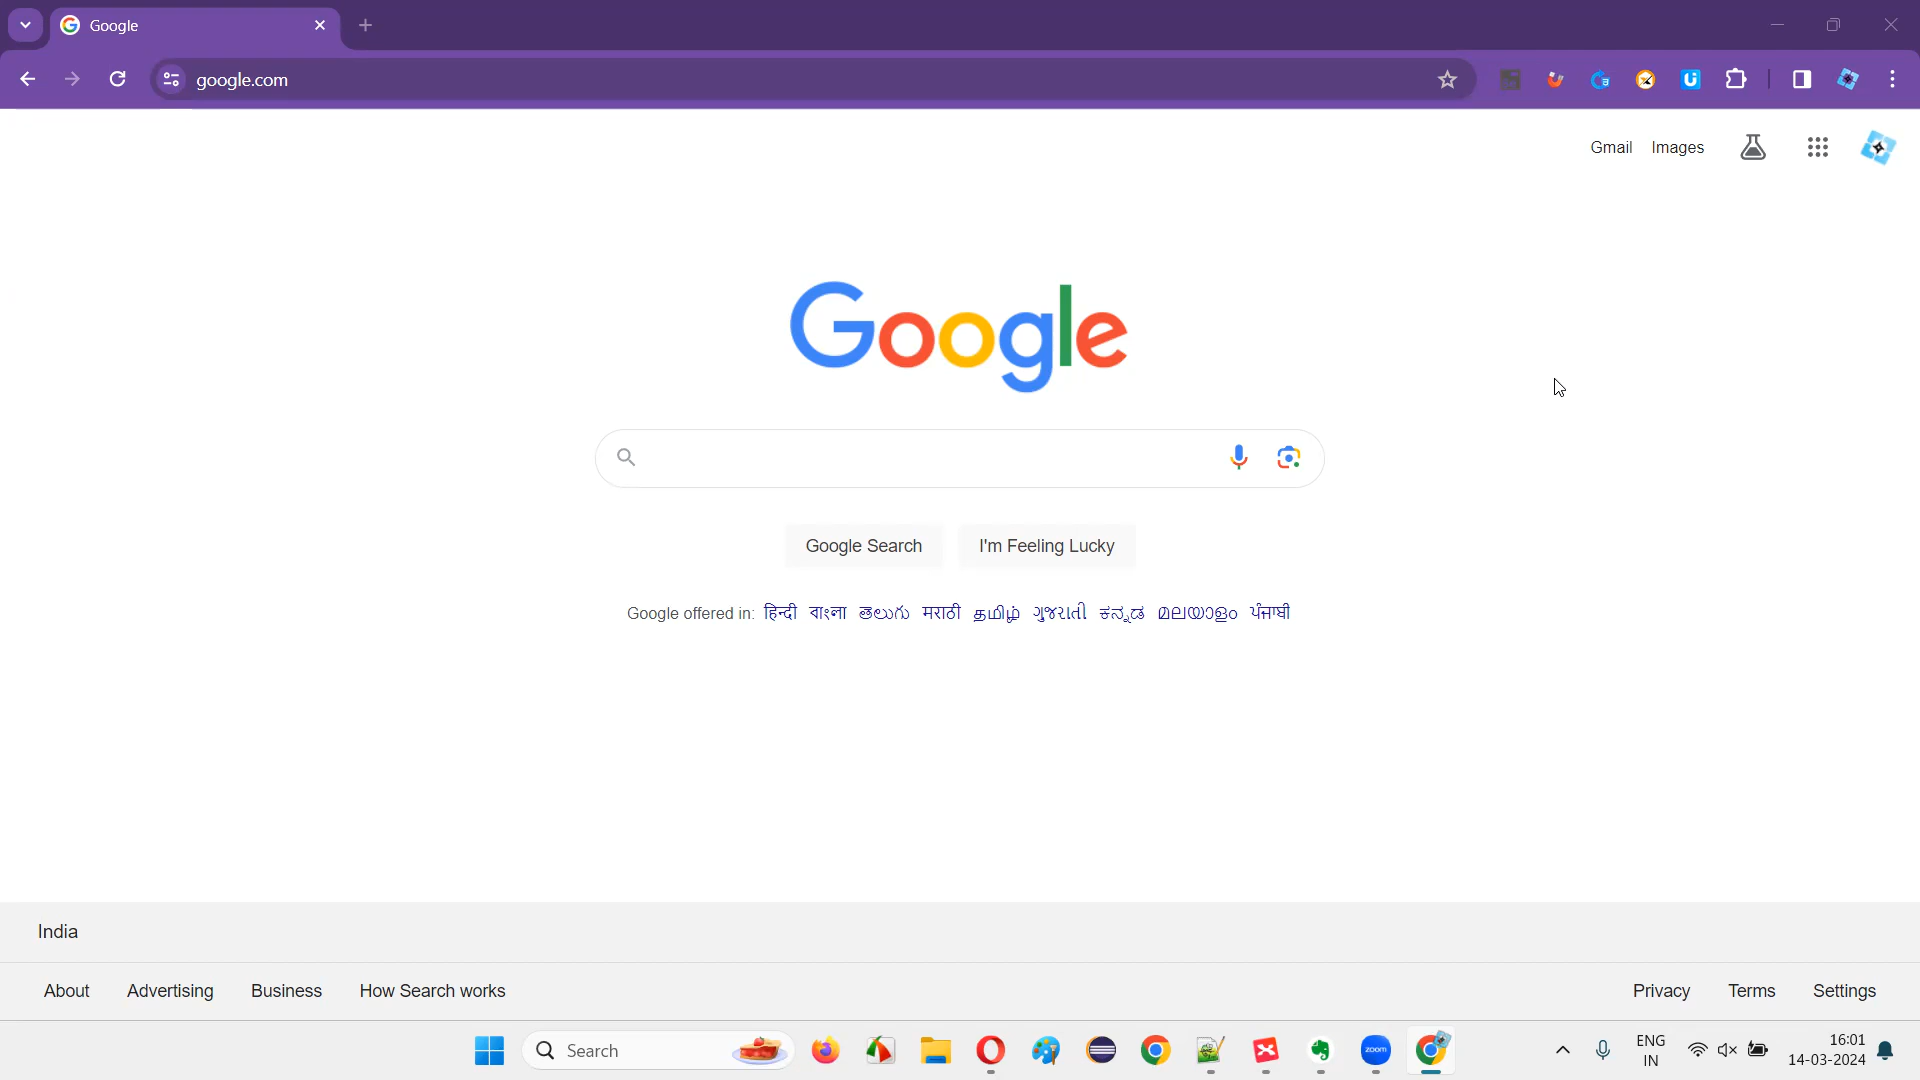 Google
google.com
Gmail Images
Google
Google Search I'm Feeling Lucky
Google offered in: हिन्दी বাংলা తెలుగు मराठी தமிழ் ગુજરાતી ಕನ್ನಡ മലയാളം ਪੰਜਾਬੀ
India
About Advertising Business How Search works Privacy Terms Settings
Search
zoom
ENG
IN
16:01
14-03-2024